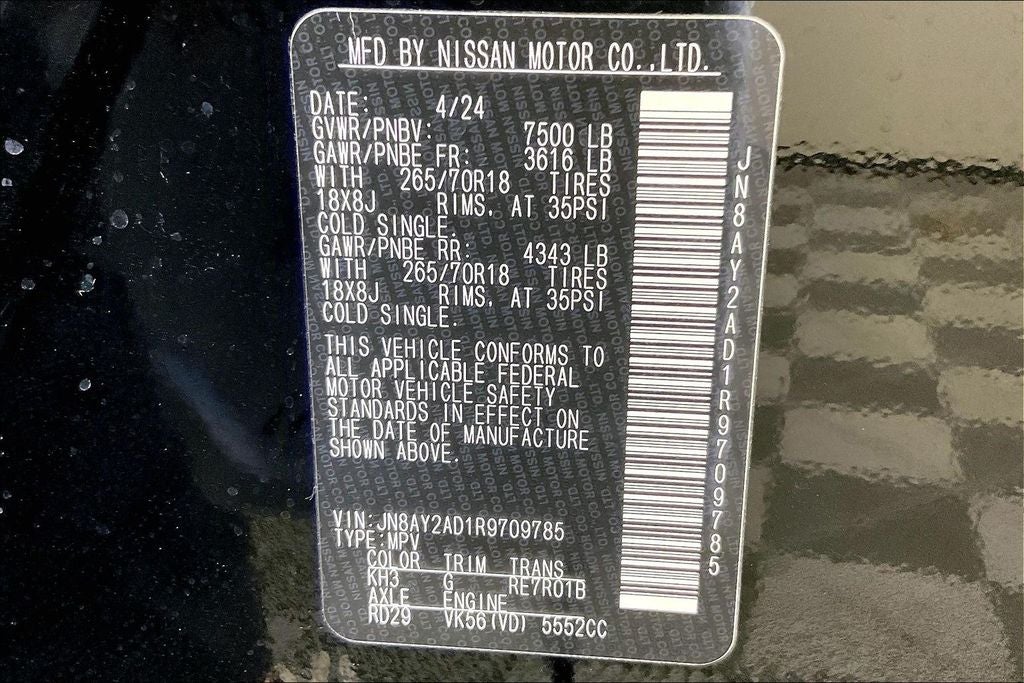 MFD BY NISSAN MOTOR CO.,LTD.
DATE: 4/24
GVWR/PNBV: 7500 LB
GAWR/PNBE FR: 3616 LB
WITH 265/70R18 TIRES
18X8J RIMS, AT 35PSI
COLD SINGLE.
GAWR/PNBE RR: 4343 LB
WITH 265/70R18 TIRES
18X8J RIMS, AT 35PSI
COLD SINGLE.
THIS VEHICLE CONFORMS TO
ALL APPLICABLE FEDERAL
MOTOR VEHICLE SAFETY
STANDARDS IN EFFECT ON
THE DATE OF MANUFACTURE
SHOWN ABOVE.
VIN:JN8AY2AD1R9709785
TYPE:MPV
COLOR TRIM TRANS
KH3 G RE7R01B
AXLE ENGINE
RD29 VK56(VD) 5552CC
JN8AY2AD1R9709785